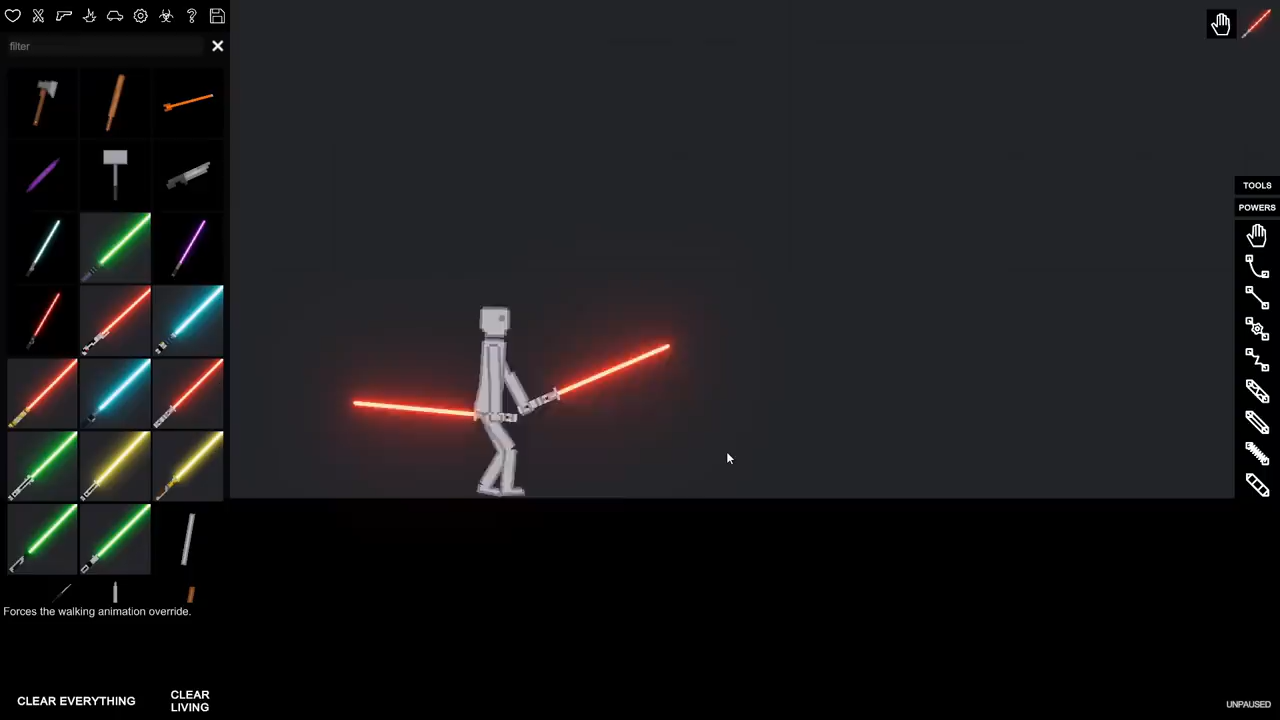 filter
TOOLS
POWERS
Forces the walking animation override.
CLEAR EVERYTHING
CLEAR
LIVING
UNPAUSED